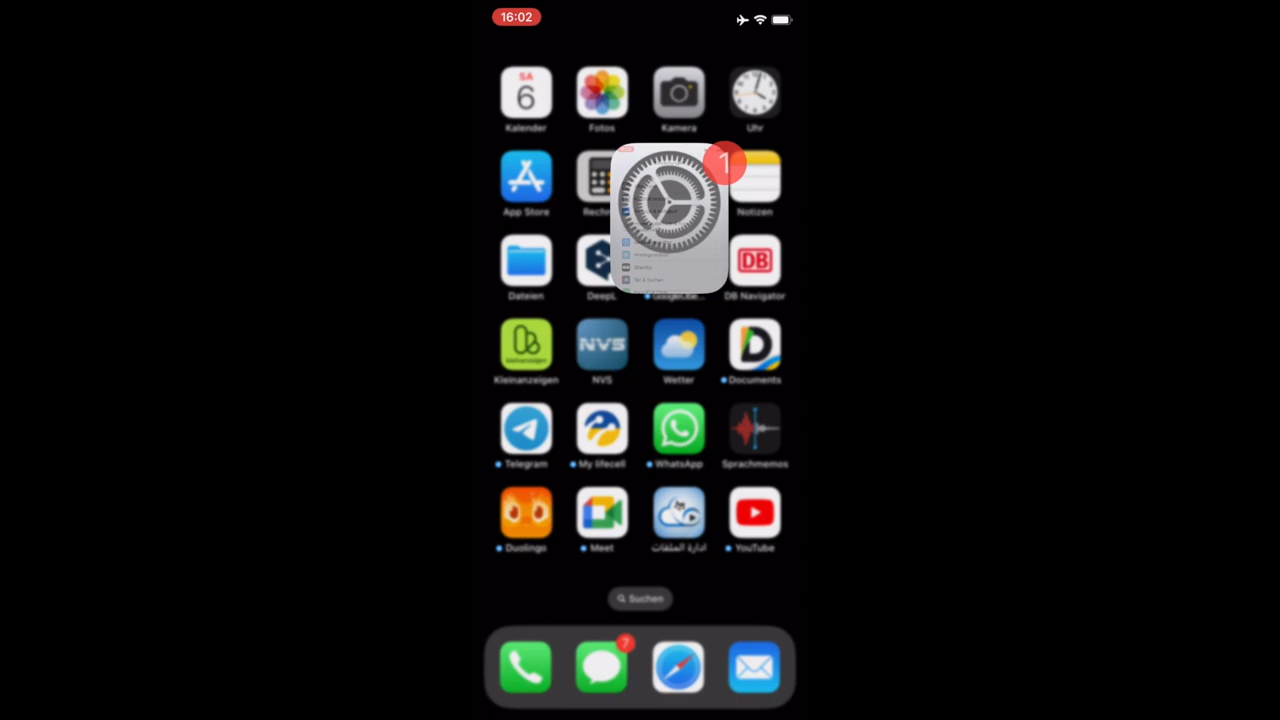 16:02
SA
6
Kalender
Fotos
Kamera
Uhr
1
App Store
Notizen
DB
Dateien
DeepL
DB Navigator
kleinanzeigen
NVS
Kleinanzeigen
NVS
Wetter
Documents
Telegram
My lifecell
WhatsApp
Sprachmemos
Duolingo
Meet
ادارة الملفات
YouTube
Suchen
7